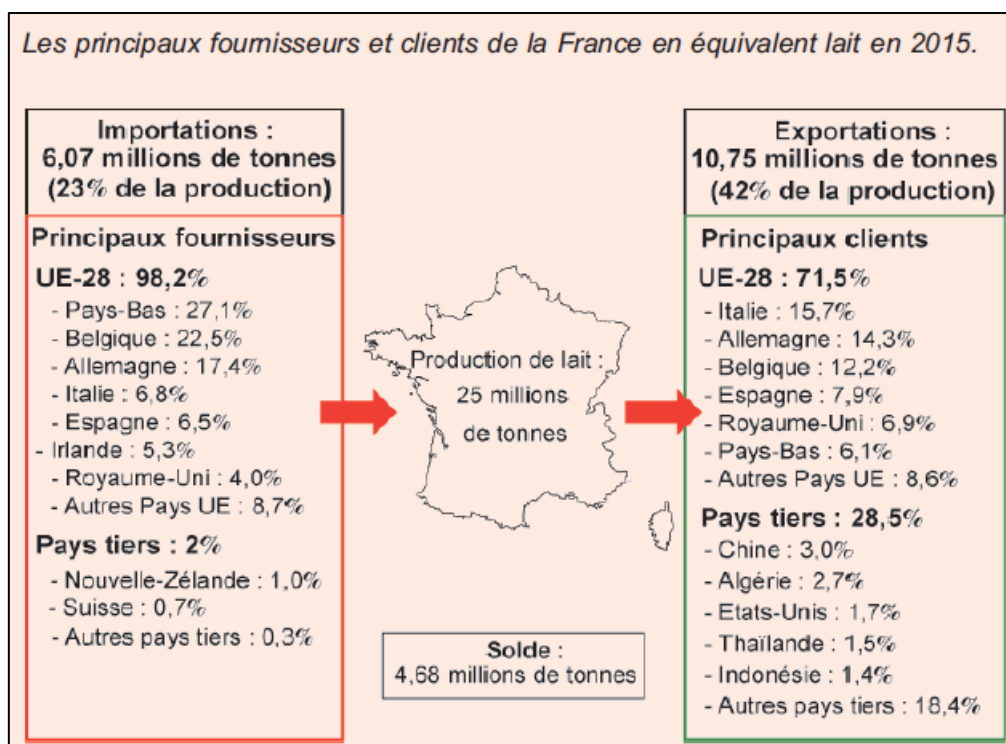 Les principaux fournisseurs et clients de la France en équivalent lait en 2015.
Importations :
6,07 millions de tonnes
(23% de la production)
Principaux fournisseurs
UE-28 : 98,2%
- Pays-Bas : 27,1%
- Belgique : 22,5%
- Allemagne : 17,4%
- Italie : 6,8%
- Espagne : 6,5%
- Irlande : 5,3%
- Royaume-Uni : 4,0%
- Autres Pays UE : 8,7%
Pays tiers : 2%
- Nouvelle-Zélande : 1,0%
- Suisse : 0,7%
- Autres pays tiers : 0,3%
Production de lait :
25 millions
de tonnes
Solde :
4,68 millions de tonnes
Exportations :
10,75 millions de tonnes
(42% de la production)
Principaux clients
UE-28 : 71,5%
- Italie : 15,7%
- Allemagne : 14,3%
- Belgique : 12,2%
- Espagne : 7,9%
- Royaume-Uni : 6,9%
- Pays-Bas : 6,1%
- Autres Pays UE : 8,6%
Pays tiers : 28,5%
- Chine : 3,0%
- Algérie : 2,7%
- Etats-Unis : 1,7%
- Thaïlande : 1,5%
- Indonésie : 1,4%
- Autres pays tiers : 18,4%